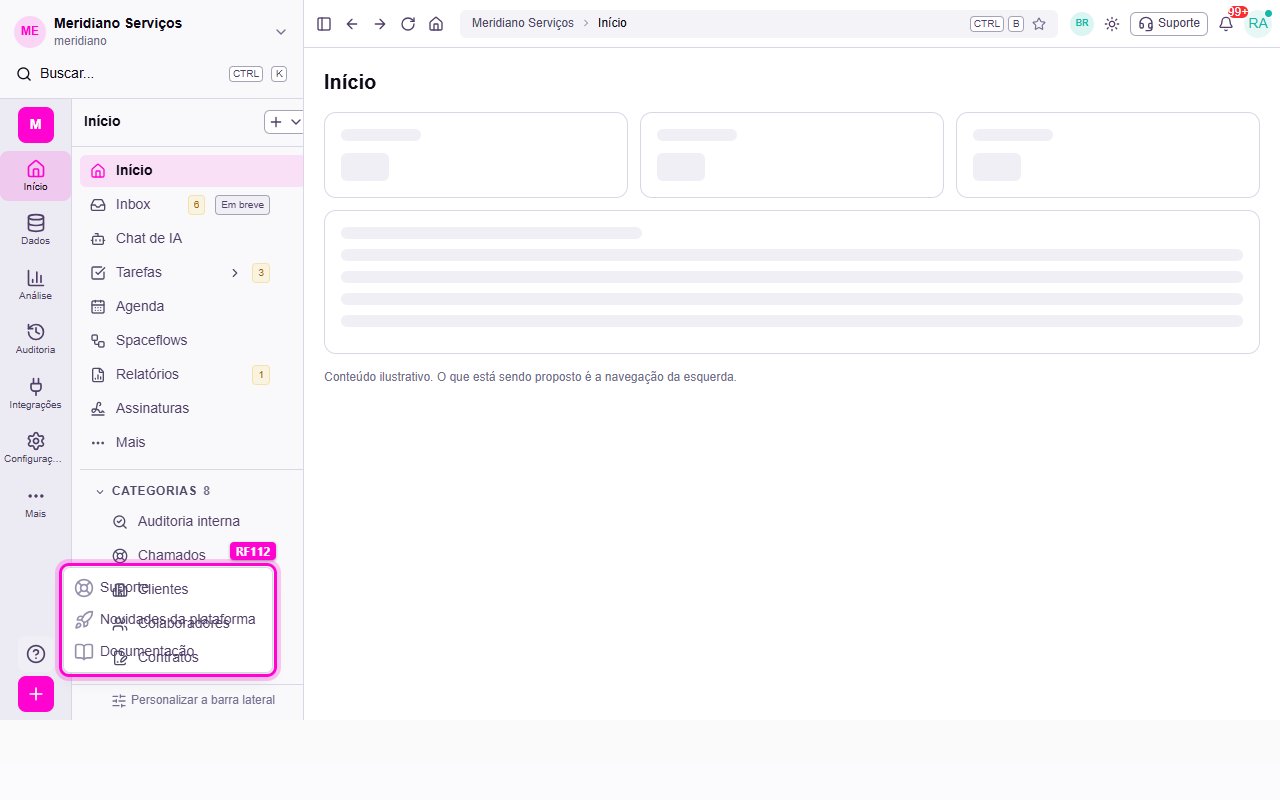 ME
Meridiano Serviços
meridiano
Buscar...
CTRL K
Meridiano Serviços > Início
CTRL B
BR
Suporte
99+
RA
M
Início
Dados
Análise
Auditoria
Integrações
Configuraç...
Mais
Início
Início
Inbox 6 Em breve
Chat de IA
Tarefas 3
Agenda
Spaceflows
Relatórios 1
Assinaturas
Mais
CATEGORIAS 8
Auditoria interna
Chamados
RF112
Suporte
Clientes
Novidades da plataforma
Colaboradores
Documentação
Contratos
Personalizar a barra lateral
Início
Conteúdo ilustrativo. O que está sendo proposto é a navegação da esquerda.